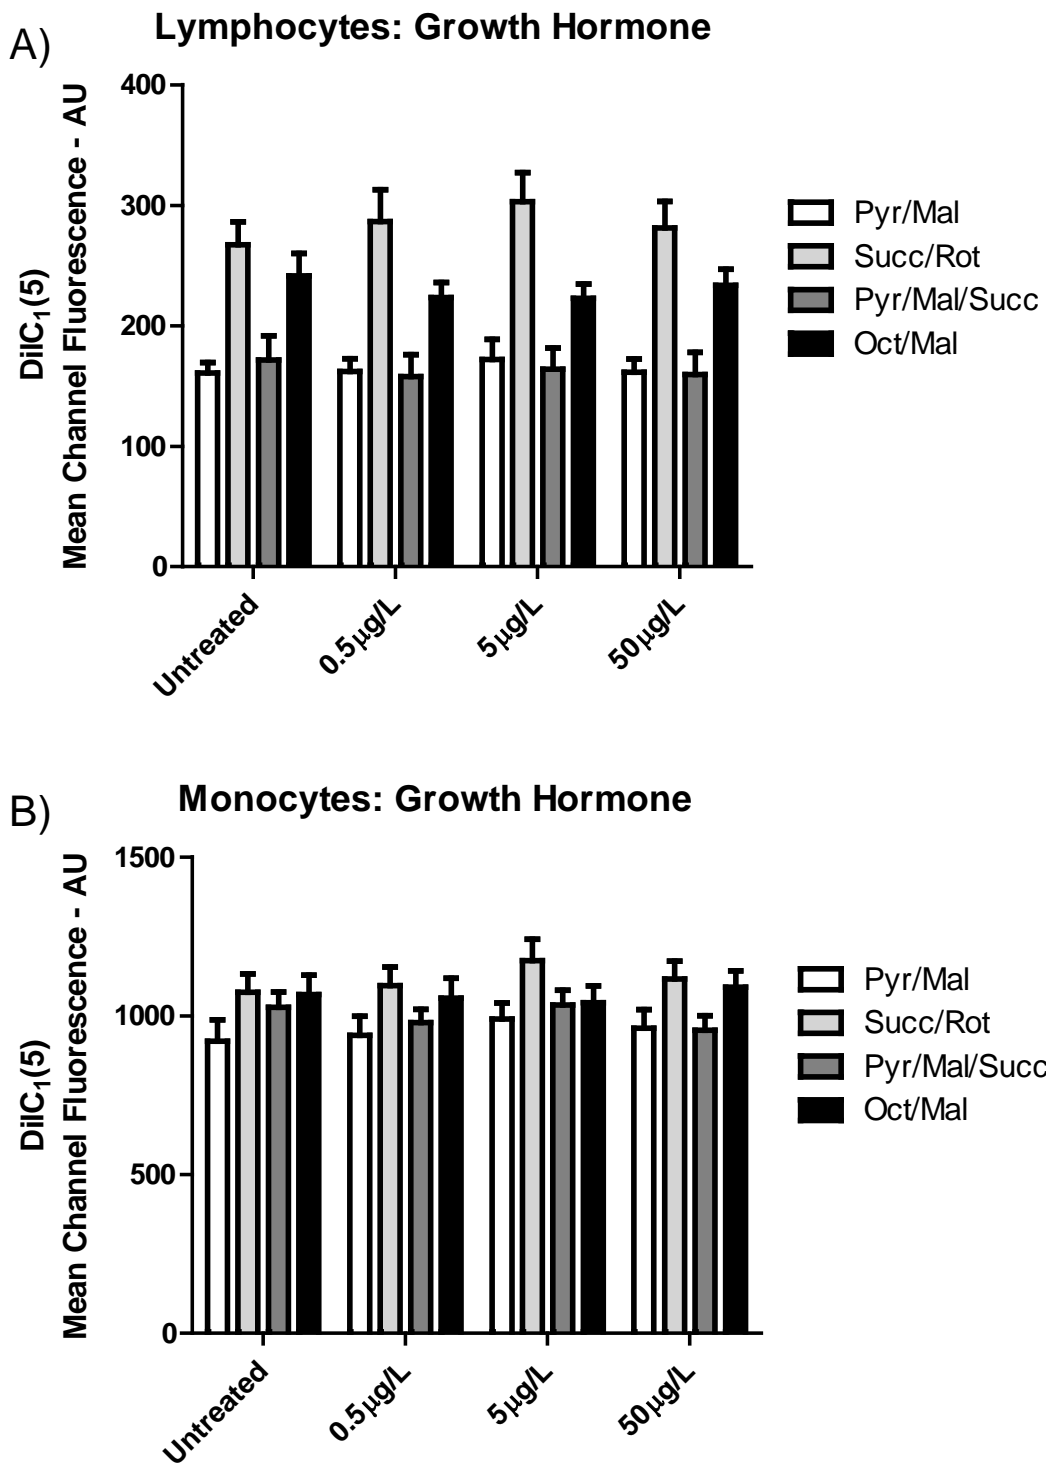 A)
Lymphocytes: Growth Hormone
DilC₁(5)
Mean Channel Fluorescence - AU
400
300
200
100
0
Untreated
0.5µg/L
5µg/L
50µg/L
Pyr/Mal
Succ/Rot
Pyr/Mal/Succ
Oct/Mal
B)
Monocytes: Growth Hormone
DilC₁(5)
Mean Channel Fluorescence - AU
1500
1000
500
0
Untreated
0.5µg/L
5µg/L
50µg/L
Pyr/Mal
Succ/Rot
Pyr/Mal/Succ
Oct/Mal